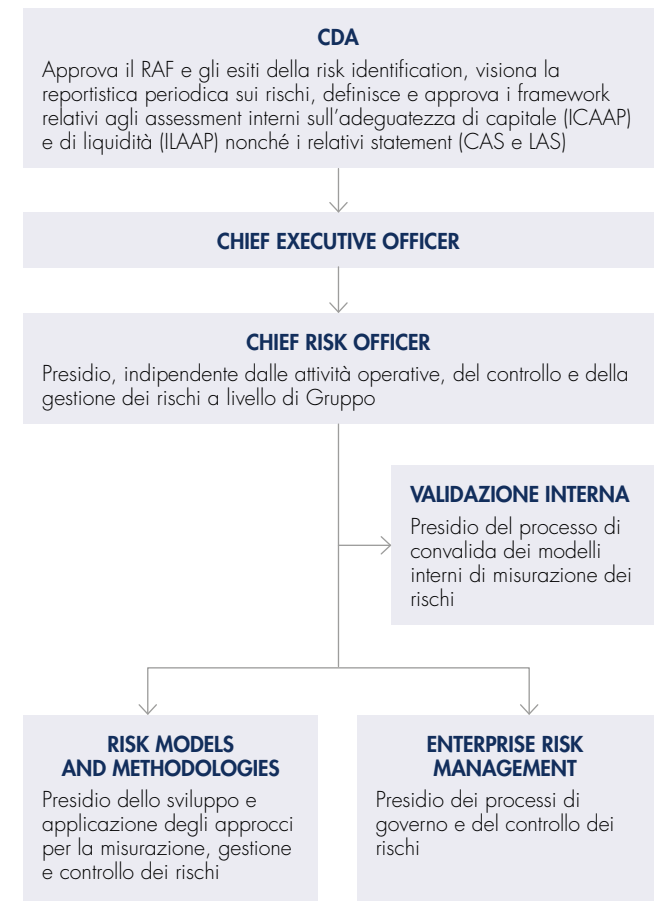 CDA
Approva il RAF e gli esiti della risk identification, visiona la
reportistica periodica sui rischi, definisce e approva i framework
relativi agli assessment interni sull'adeguatezza di capitale (ICAAP)
e di liquidità (ILAAP) nonché i relativi statement (CAS e LAS)
CHIEF EXECUTIVE OFFICER
CHIEF RISK OFFICER
Presidio, indipendente dalle attività operative, del controllo e della
gestione dei rischi a livello di Gruppo
VALIDAZIONE INTERNA
Presidio del processo di
convalida dei modelli
interni di misurazione dei
rischi
RISK MODELS
AND METHODOLOGIES
Presidio dello sviluppo e
applicazione degli approcci
per la misurazione, gestione
e controllo dei rischi
ENTERPRISE RISK
MANAGEMENT
Presidio dei processi di
governo e del controllo dei
rischi